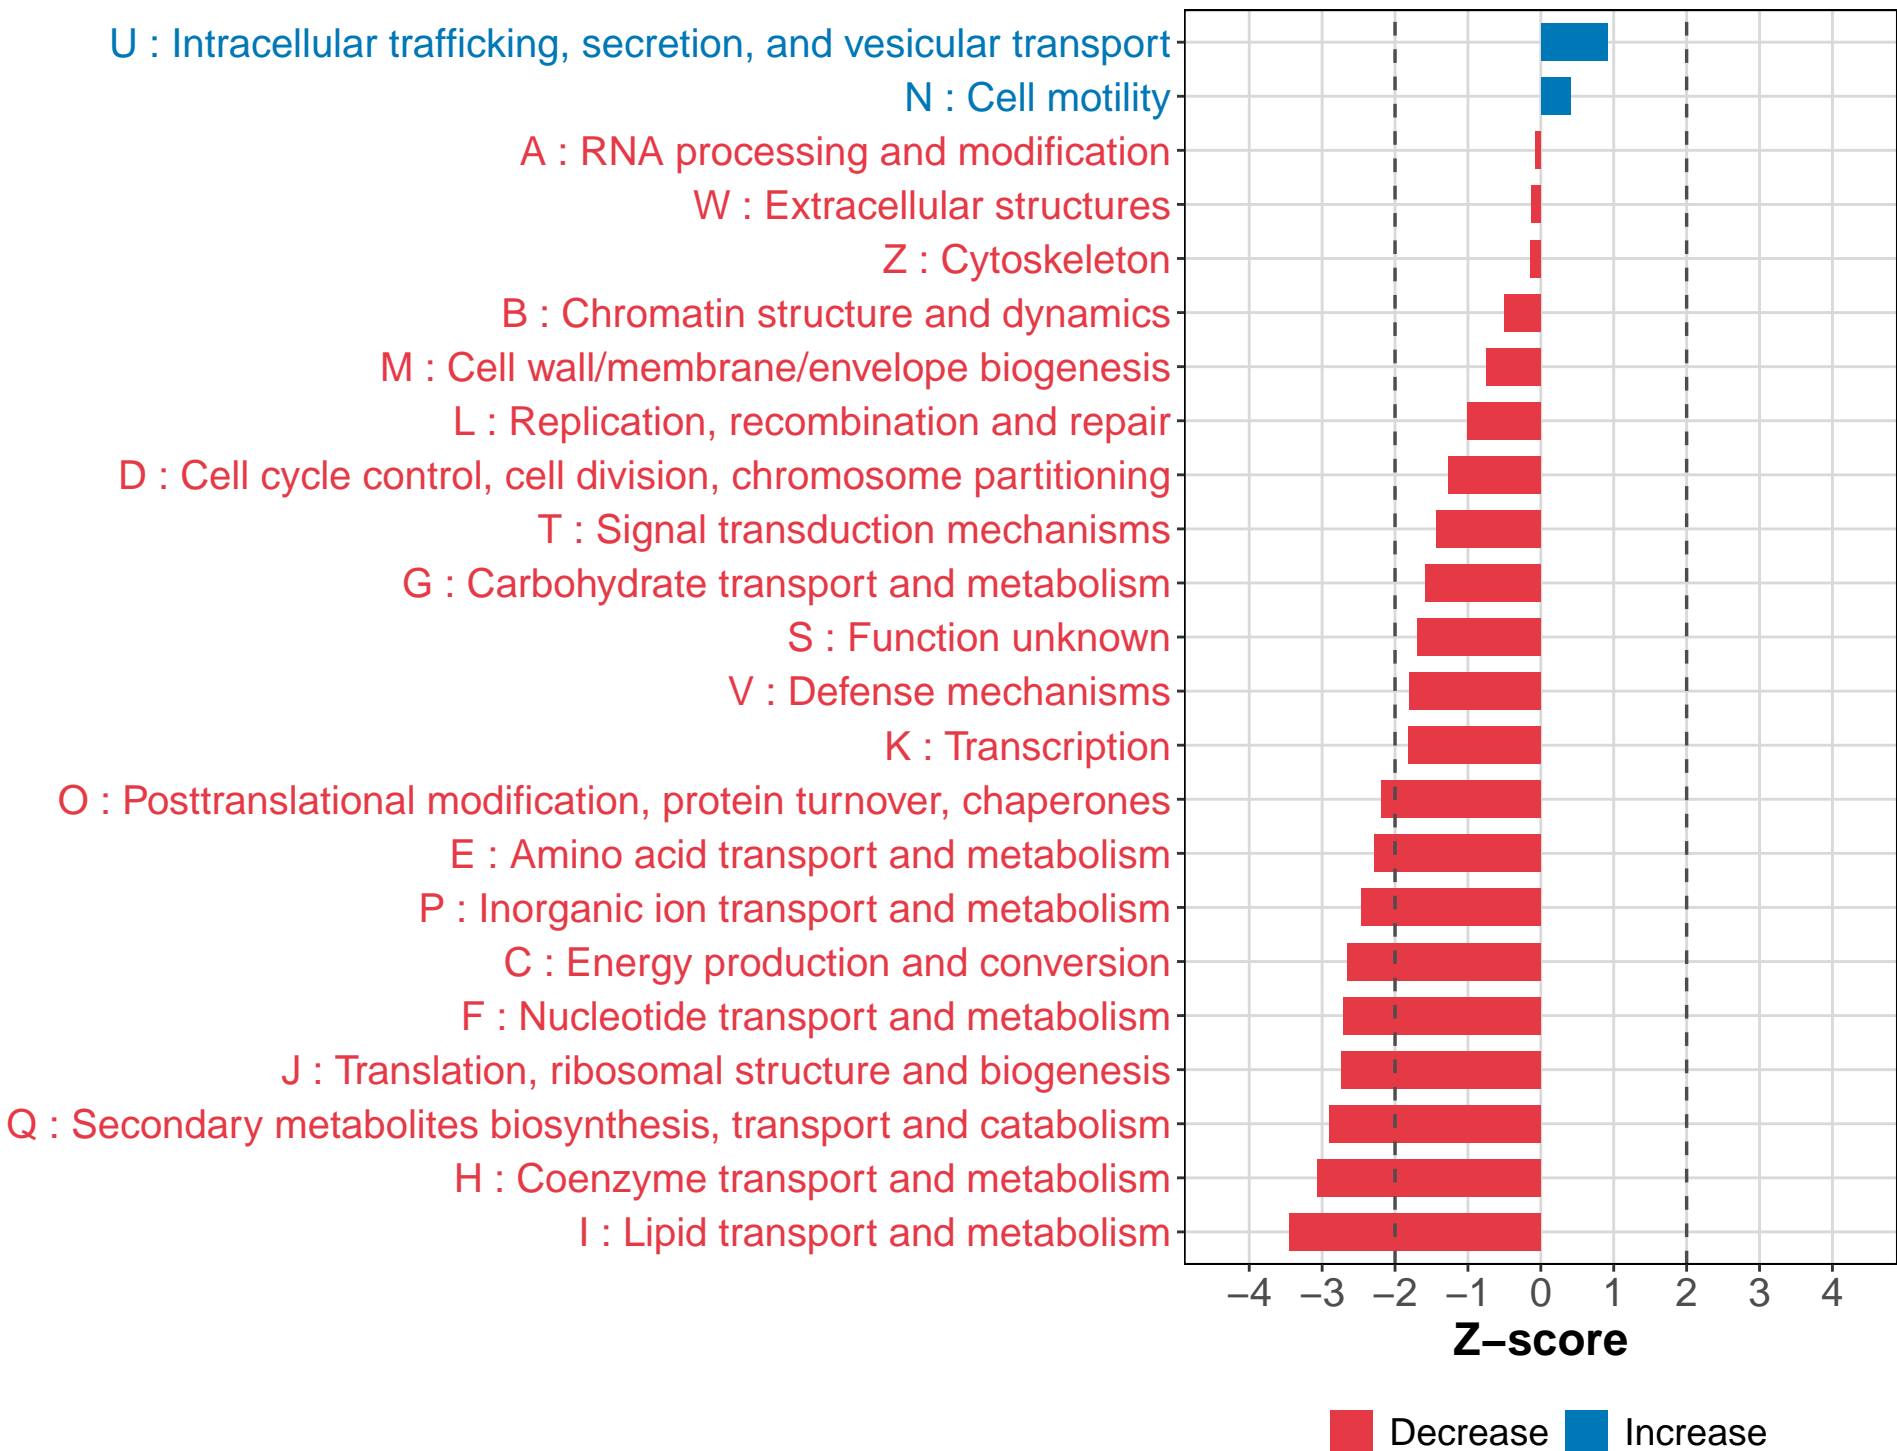 U : Intracellular trafficking, secretion, and vesicular transport
N : Cell motility
A : RNA processing and modification
W : Extracellular structures
Z : Cytoskeleton
B : Chromatin structure and dynamics
M : Cell wall/membrane/envelope biogenesis
L : Replication, recombination and repair
D : Cell cycle control, cell division, chromosome partitioning
T : Signal transduction mechanisms
G : Carbohydrate transport and metabolism
S : Function unknown
V : Defense mechanisms
K : Transcription
O : Posttranslational modification, protein turnover, chaperones
E : Amino acid transport and metabolism
P : Inorganic ion transport and metabolism
C : Energy production and conversion
F : Nucleotide transport and metabolism
J : Translation, ribosomal structure and biogenesis
Q : Secondary metabolites biosynthesis, transport and catabolism
H : Coenzyme transport and metabolism
I : Lipid transport and metabolism
−4 −3 −2 −1 0 1 2 3 4
Z−score
Decrease Increase